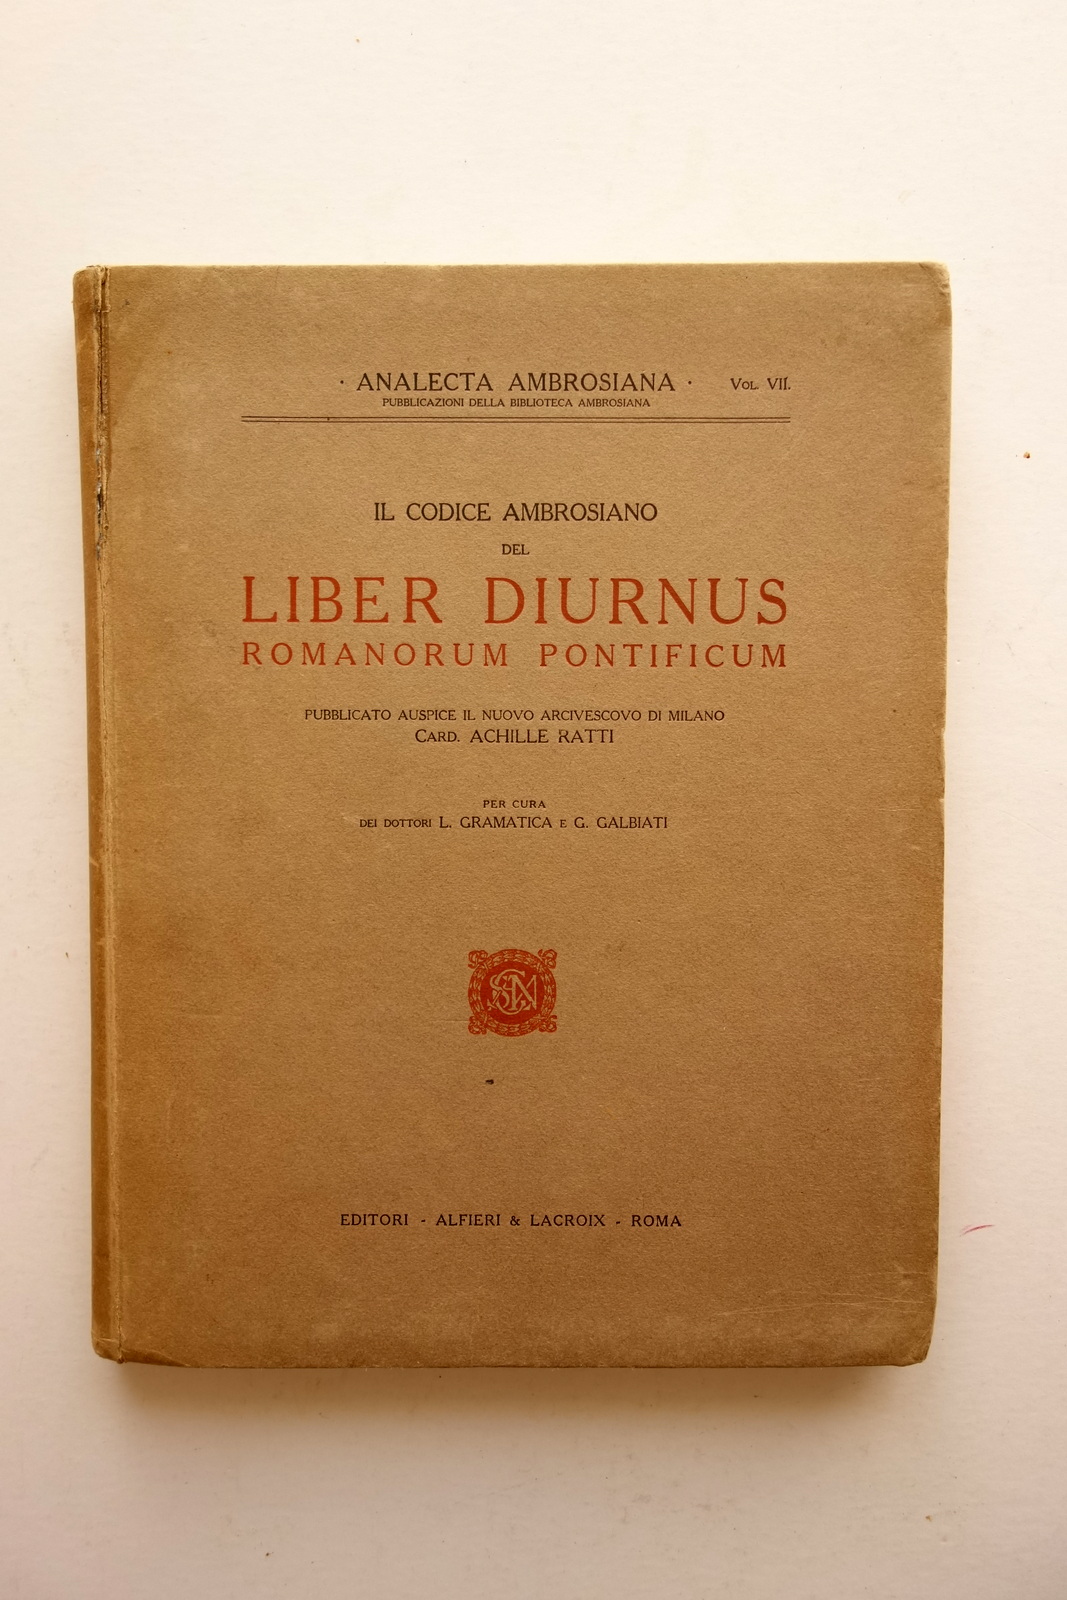 · ANALECTA AMBROSIANA · VOL. VII.
PUBBLICAZIONI DELLA BIBLIOTECA AMBROSIANA
IL CODICE AMBROSIANO
DEL
LIBER DIURNUS
ROMANORUM PONTIFICUM
PUBBLICATO AUSPICE IL NUOVO ARCIVESCOVO DI MILANO
CARD. ACHILLE RATTI
PER CURA
DEI DOTTORI L. GRAMATICA E G. GALBIATI
EDITORI - ALFIERI & LACROIX - ROMA